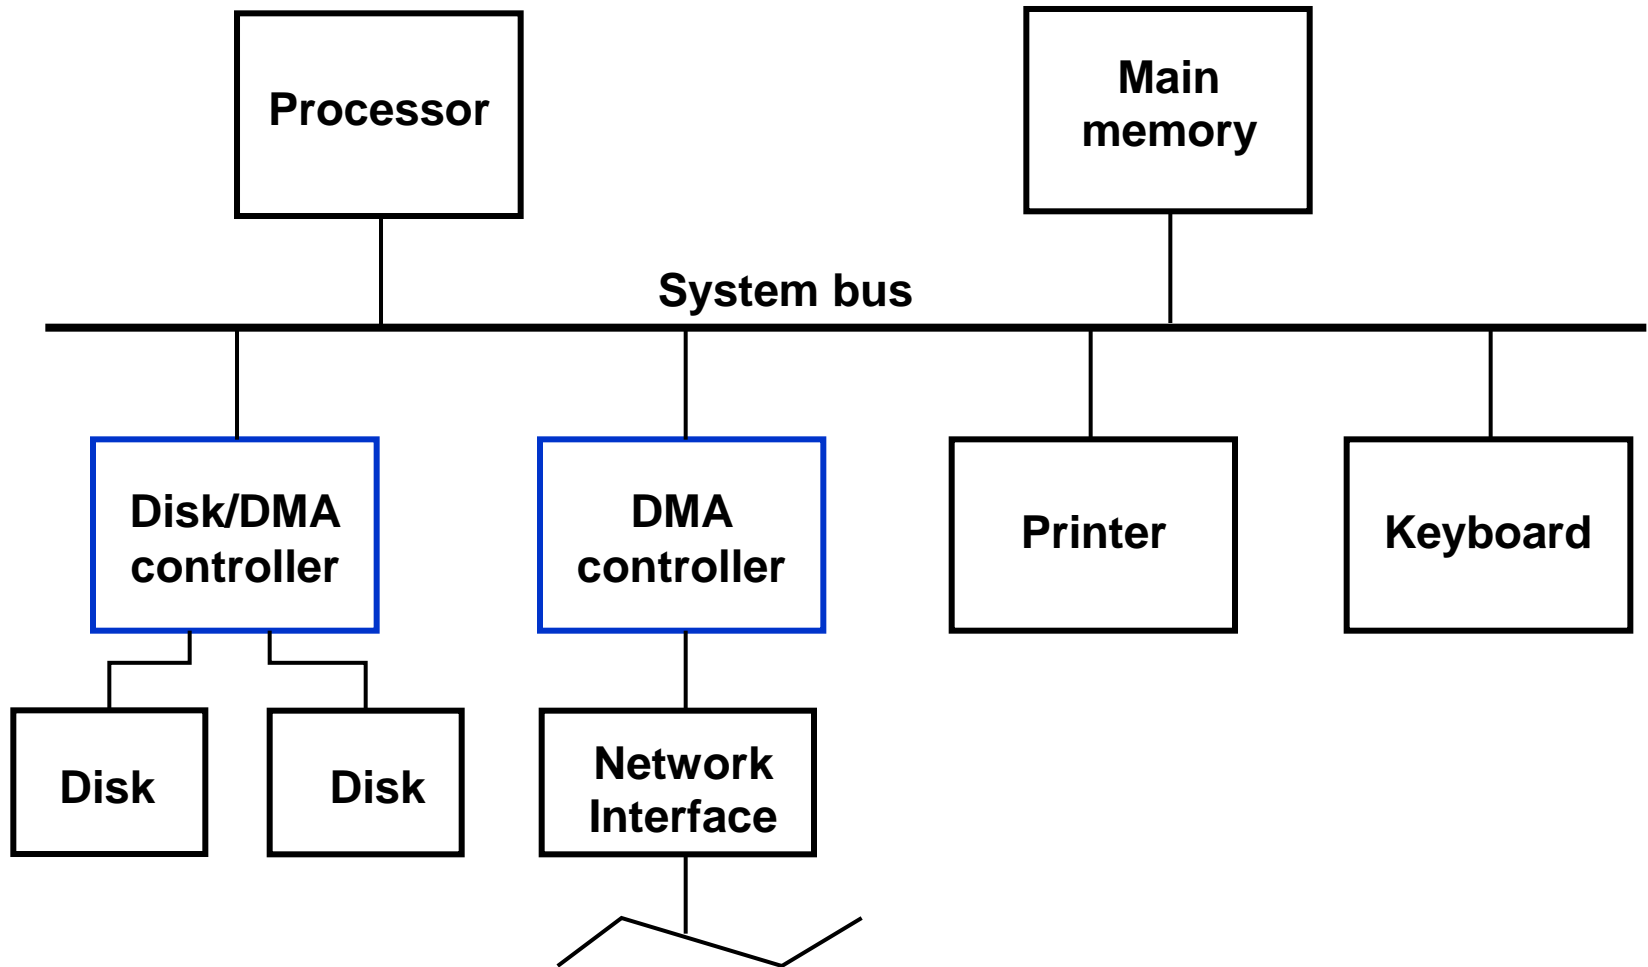 Processor
Main
memory
System bus
Disk/DMA
controller
DMA
controller
Printer
Keyboard
Disk
Disk
Network
Interface